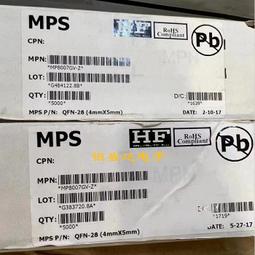 MPS
HF
RoHS
Compliant
Pb
CPN:
MPN:
*MP8007GV-Z*
LOT:
*G484122.8B*
QTY:
*5000*
D/C:
*1639*
MPS P/N: QFN-28 (4mmX5mm)
DATE:
2-10-17
MPS
HF
RoHS
Compliant
Pb
CPN:
MPN:
*MP8007GV-Z*
LOT:
*G383720.8A*
QTY:
*5000*
D/C:
*1719*
MPS P/N: QFN-28 (4mmX5mm)
DATE:
5-27-17